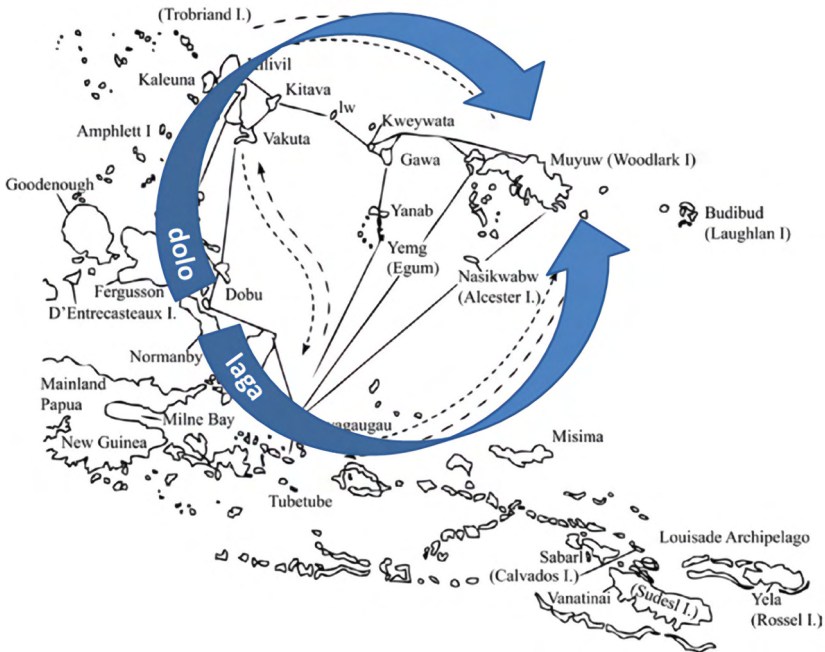 (Trobriand I.)
Kaleuna
Kitava
Iw
Kweywata
Amphlett I
Vakuta
Gawa
Muyuw (Woodlark I)
Goodenough
Yanab
Budibud
(Laughlan I)
Yemg
(Egum)
dolo
Nasikwabw
(Alcester I.)
Fergusson
Dobu
D'Entrecasteaux I.
Normanby
laga
Mainland
Papua
Milne Bay
New Guinea
Misima
Tubetube
Louisade Archipelago
Sabarl
(Calvados I.)
Vanatinai
(Sudesl I.)
Yela
(Rossel I.)